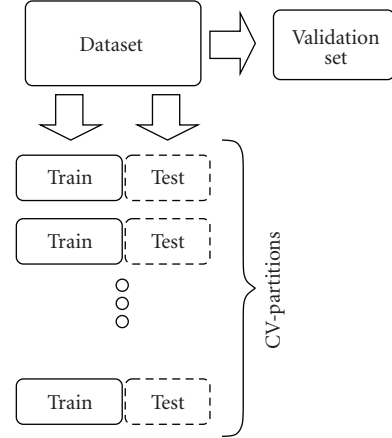 Dataset
Validation
set
Train
Test
Train
Test
Train
Test
CV-partitions